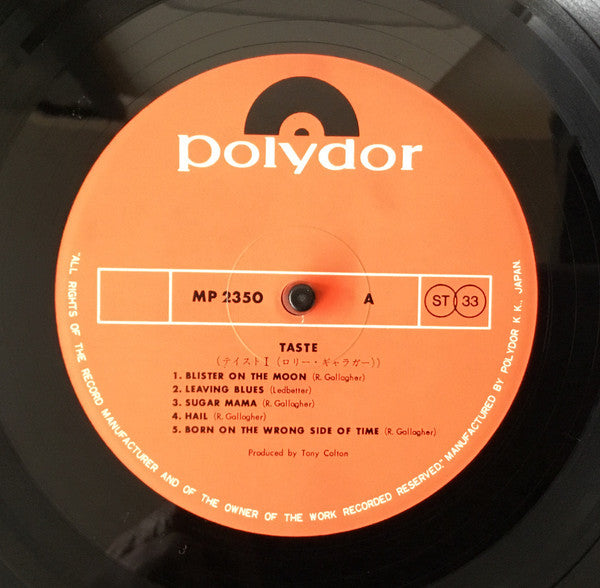 polydor
MP 2350 A ST 33
TASTE
(テイストI (ロリー・ギャラガー))
1. BLISTER ON THE MOON (R. Gallagher)
2. LEAVING BLUES (Ledbetter)
3. SUGAR MAMA (R. Gallagher)
4. HAIL (R. Gallagher)
5. BORN ON THE WRONG SIDE OF TIME (R. Gallagher)
Produced by Tony Colton
"ALL RIGHTS OF THE RECORD MANUFACTURER AND OF THE OWNER OF THE WORK RECORDED RESERVED." MANUFACTURED BY POLYDOR K.K., JAPAN